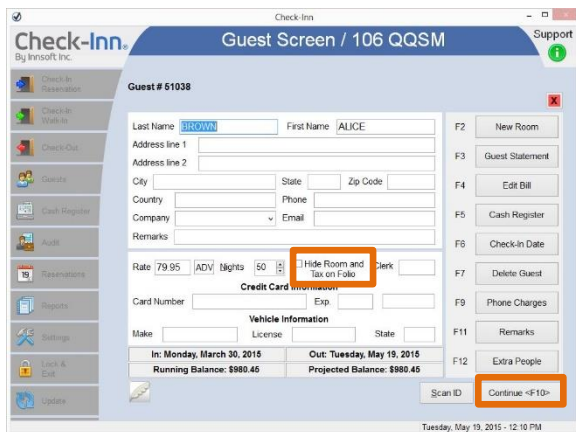 Check-Inn
Check-Inn®
By Innsoft Inc.
Guest Screen / 106 QQSM
Support
Check-In
Reservation
Check-In
Walk-In
Check-Out
Guests
Cash Register
Audit
19
Reservations
Reports
Settings
Lock &
Exit
Update
Guest # 51038
X
Last Name BROWN First Name ALICE
Address line 1
Address line 2
City State Zip Code
Country Phone
Company Email
Remarks
Rate 79.95 ADV Nights 50 Hide Room and Tax on Folio Clerk
Credit Card Information
Card Number Exp.
Vehicle Information
Make License State
In: Monday, March 30, 2015 Out: Tuesday, May 19, 2015
Running Balance: $980.45 Projected Balance: $980.45
F2 New Room
F3 Guest Statement
F4 Edit Bill
F5 Cash Register
F6 Check-In Date
F7 Delete Guest
F9 Phone Charges
F11 Remarks
F12 Extra People
Scan ID Continue <F10>
Tuesday, May 19, 2015 - 12:10 PM